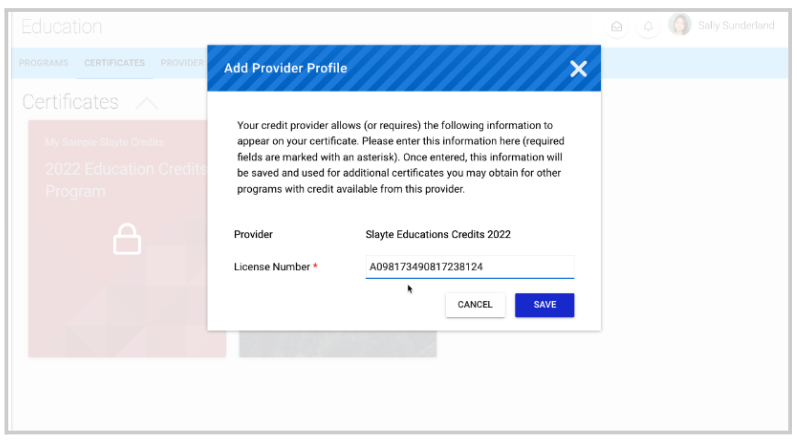 Education
Sally Sunderland
PROGRAMS CERTIFICATES PROVIDER
Add Provider Profile
Certificates
Your credit provider allows (or requires) the following information to
appear on your certificate. Please enter this information here (required
fields are marked with an asterisk). Once entered, this information will
be saved and used for additional certificates you may obtain for other
programs with credit available from this provider.
My Sample Slayte Credits
2022 Education Credits
Program
Provider Slayte Educations Credits 2022
License Number * A098173490817238124
CANCEL SAVE